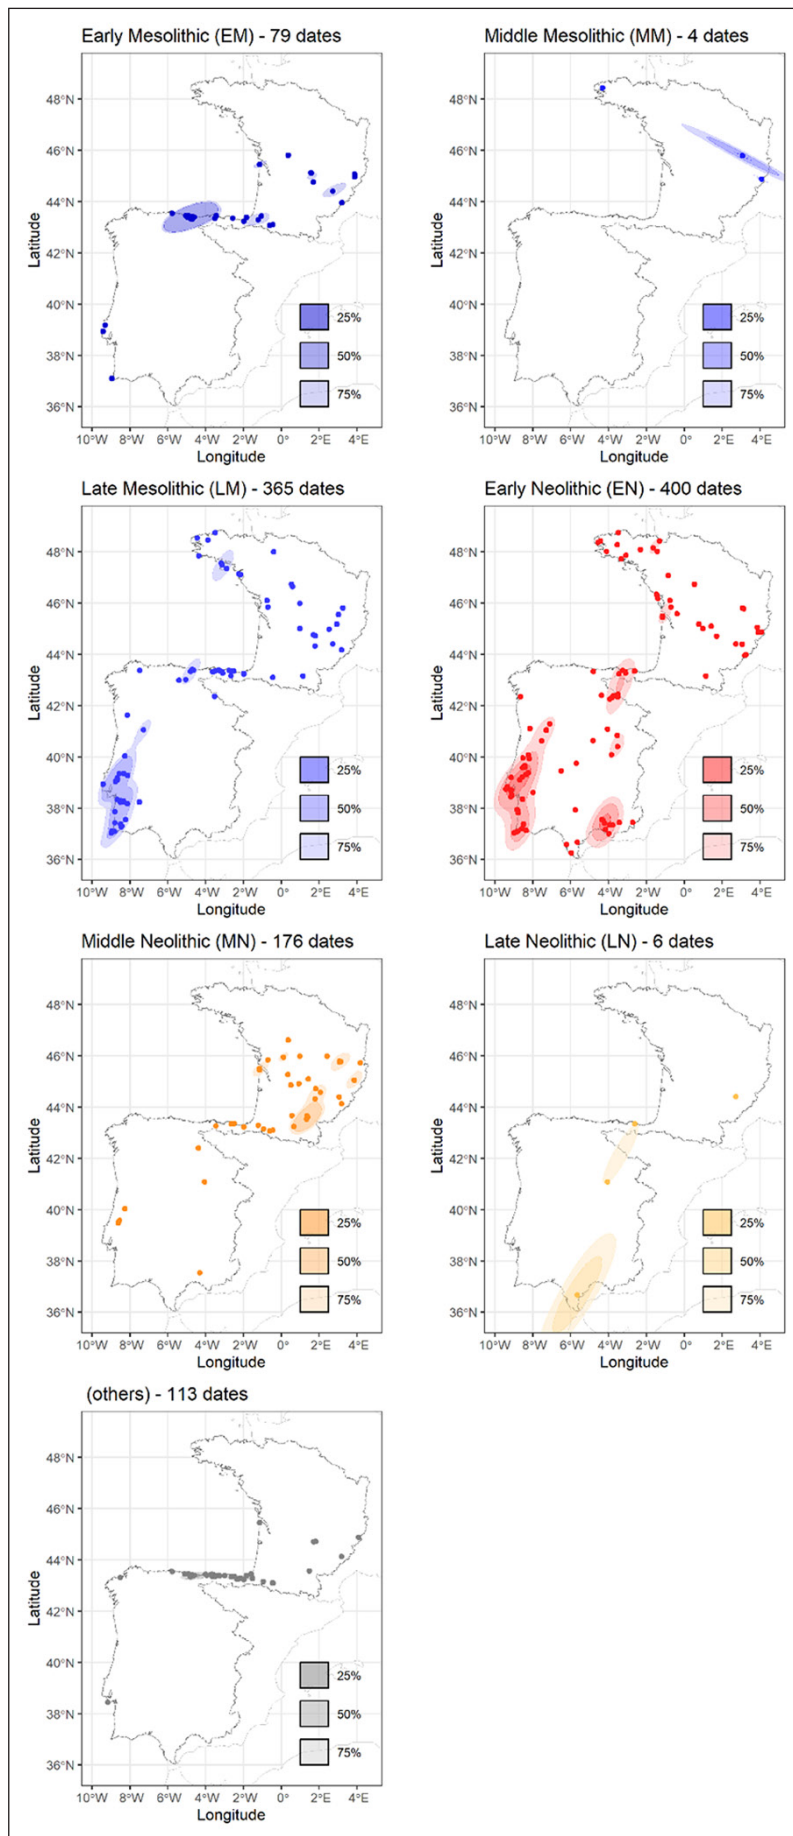 Early Mesolithic (EM) - 79 dates
48°N
46°N
44°N
42°N
40°N
38°N
36°N
Latitude
25%
50%
75%
10°W 8°W 6°W 4°W 2°W 0° 2°E 4°E
Longitude
Middle Mesolithic (MM) - 4 dates
48°N
46°N
44°N
42°N
40°N
38°N
36°N
Latitude
25%
50%
75%
10°W 8°W 6°W 4°W 2°W 0° 2°E 4°E
Longitude
Late Mesolithic (LM) - 365 dates
48°N
46°N
44°N
42°N
40°N
38°N
36°N
Latitude
25%
50%
75%
10°W 8°W 6°W 4°W 2°W 0° 2°E 4°E
Longitude
Early Neolithic (EN) - 400 dates
48°N
46°N
44°N
42°N
40°N
38°N
36°N
Latitude
25%
50%
75%
10°W 8°W 6°W 4°W 2°W 0° 2°E 4°E
Longitude
Middle Neolithic (MN) - 176 dates
48°N
46°N
44°N
42°N
40°N
38°N
36°N
Latitude
25%
50%
75%
10°W 8°W 6°W 4°W 2°W 0° 2°E 4°E
Longitude
Late Neolithic (LN) - 6 dates
48°N
46°N
44°N
42°N
40°N
38°N
36°N
Latitude
25%
50%
75%
10°W 8°W 6°W 4°W 2°W 0° 2°E 4°E
Longitude
(others) - 113 dates
48°N
46°N
44°N
42°N
40°N
38°N
36°N
Latitude
25%
50%
75%
10°W 8°W 6°W 4°W 2°W 0° 2°E 4°E
Longitude